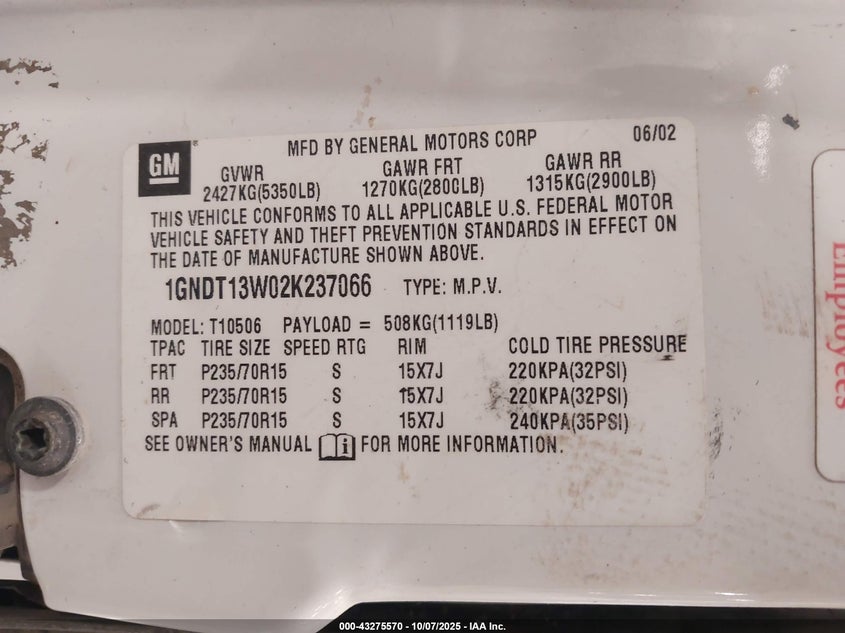 GM
MFD BY GENERAL MOTORS CORP 06/02
GVWR GAWR FRT GAWR RR
2427KG(5350LB) 1270KG(2800LB) 1315KG(2900LB)
THIS VEHICLE CONFORMS TO ALL APPLICABLE U.S. FEDERAL MOTOR
VEHICLE SAFETY AND THEFT PREVENTION STANDARDS IN EFFECT ON
THE DATE OF MANUFACTURE SHOWN ABOVE.
1GNDT13W02K237066 TYPE: M.P.V.
MODEL: T10506 PAYLOAD = 508KG(1119LB)
TPAC TIRE SIZE SPEED RTG RIM COLD TIRE PRESSURE
FRT P235/70R15 S 15X7J 220KPA(32PSI)
RR P235/70R15 S 15X7J 220KPA(32PSI)
SPA P235/70R15 S 15X7J 240KPA(35PSI)
SEE OWNER'S MANUAL i FOR MORE INFORMATION.
Employees
000-43275570 - 10/07/2025 - IAA Inc.